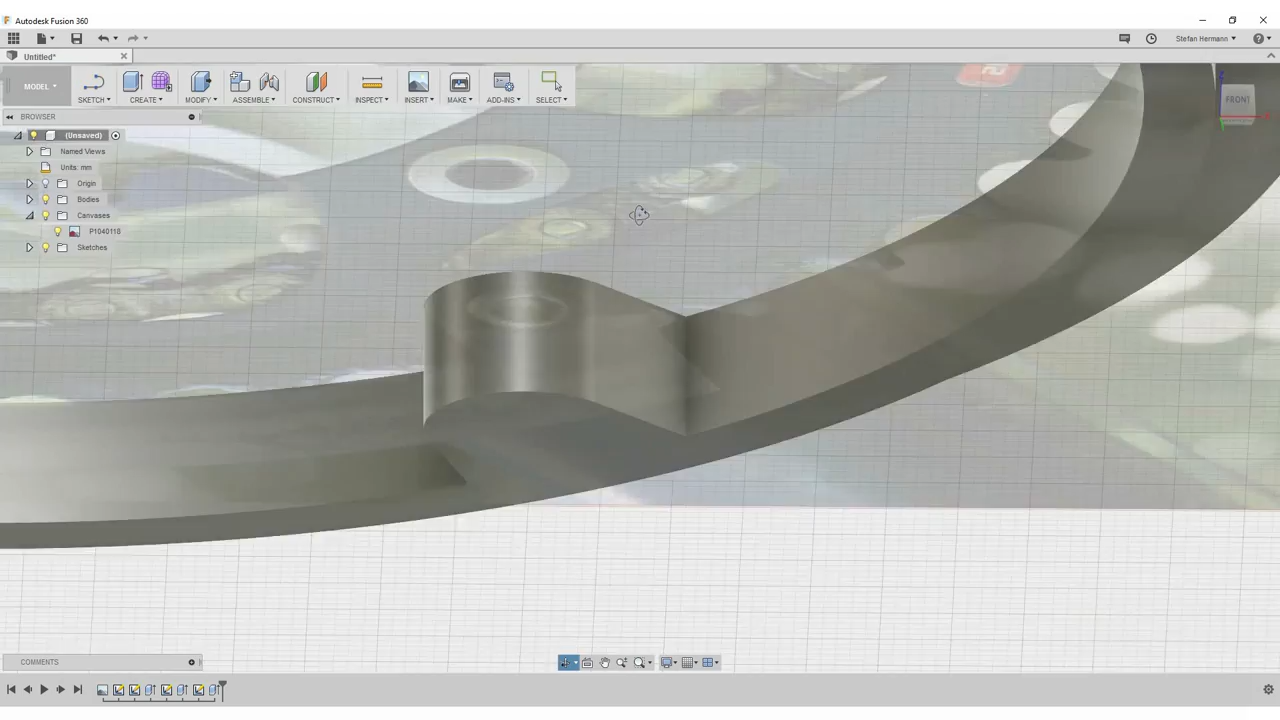 Autodesk Fusion 360
Stefan Hermann
Untitled*
MODEL
SKETCH
CREATE
MODIFY
ASSEMBLE
CONSTRUCT
INSPECT
INSERT
MAKE
ADD-INS
SELECT
BROWSER
FRONT
(Unsaved)
Named Views
Units: mm
Origin
Bodies
Canvases
P1040118
Sketches
COMMENTS